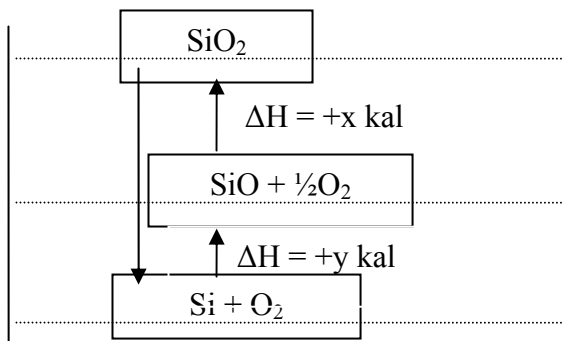 SiO₂
ΔH = +x kal
SiO + ½O₂
ΔH = +y kal
Si + O₂